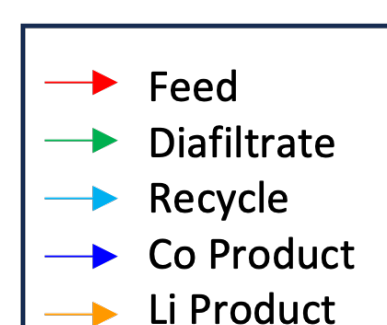 Feed
Diafiltrate
Recycle
Co Product
Li Product